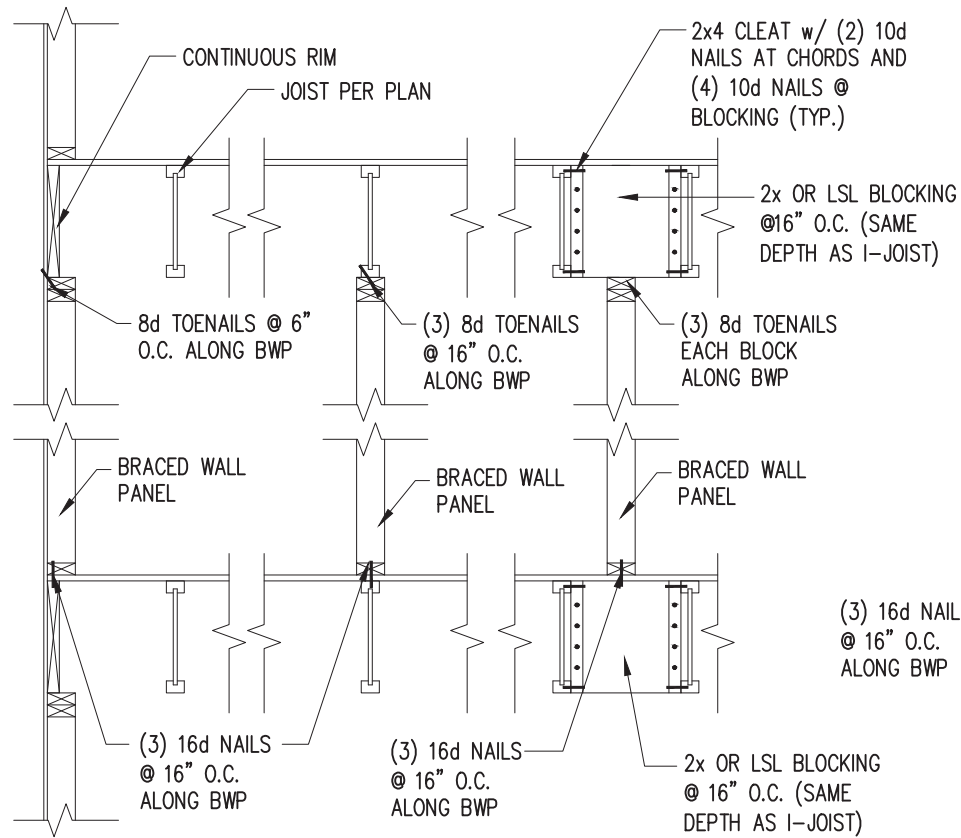 CONTINUOUS RIM
JOIST PER PLAN
2x4 CLEAT w/ (2) 10d
NAILS AT CHORDS AND
(4) 10d NAILS @
BLOCKING (TYP.)
2x OR LSL BLOCKING
@16” O.C. (SAME
DEPTH AS I-JOIST)
8d TOENAILS @ 6”
O.C. ALONG BWP
(3) 8d TOENAILS
@ 16” O.C.
ALONG BWP
(3) 8d TOENAILS
EACH BLOCK
ALONG BWP
BRACED WALL
PANEL
BRACED WALL
PANEL
BRACED WALL
PANEL
(3) 16d NAIL
@ 16” O.C.
ALONG BWP
(3) 16d NAILS
@ 16” O.C.
ALONG BWP
(3) 16d NAILS
@ 16” O.C.
ALONG BWP
2x OR LSL BLOCKING
@ 16” O.C. (SAME
DEPTH AS I-JOIST)